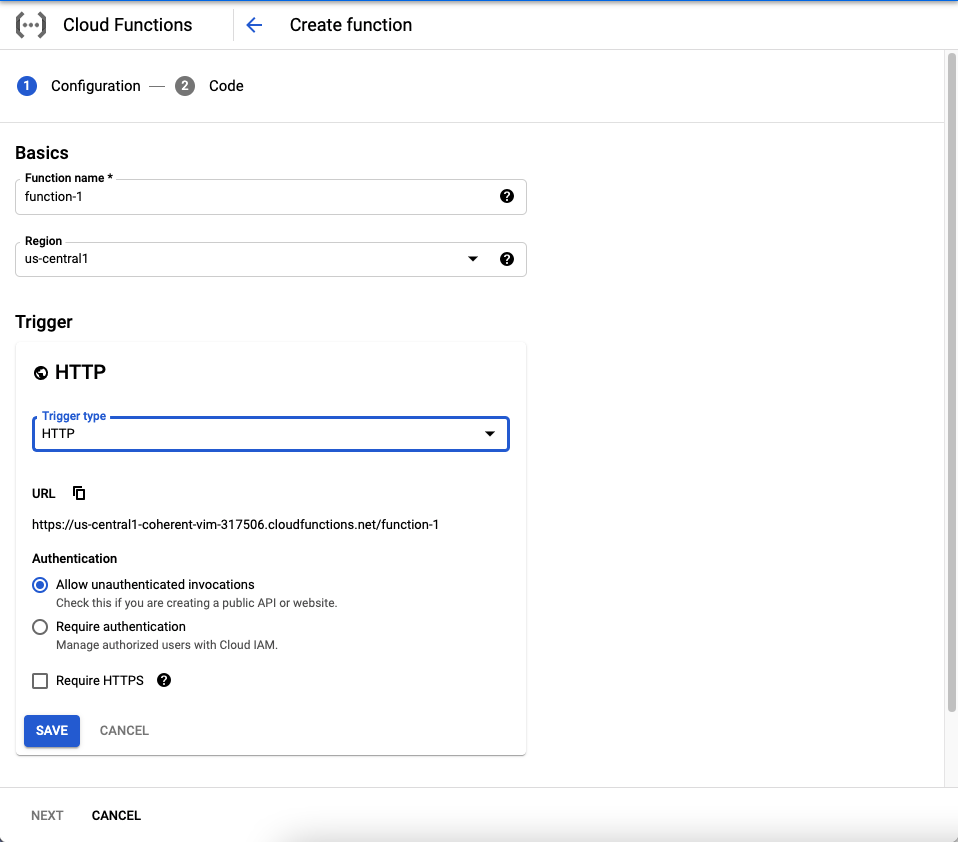 Cloud Functions
Create function
1 Configuration — 2 Code
Basics
Function name *
function-1
Region
us-central1
Trigger
HTTP
Trigger type
HTTP
URL
https://us-central1-coherent-vim-317506.cloudfunctions.net/function-1
Authentication
Allow unauthenticated invocations
Check this if you are creating a public API or website.
Require authentication
Manage authorized users with Cloud IAM.
Require HTTPS
SAVE CANCEL
NEXT CANCEL